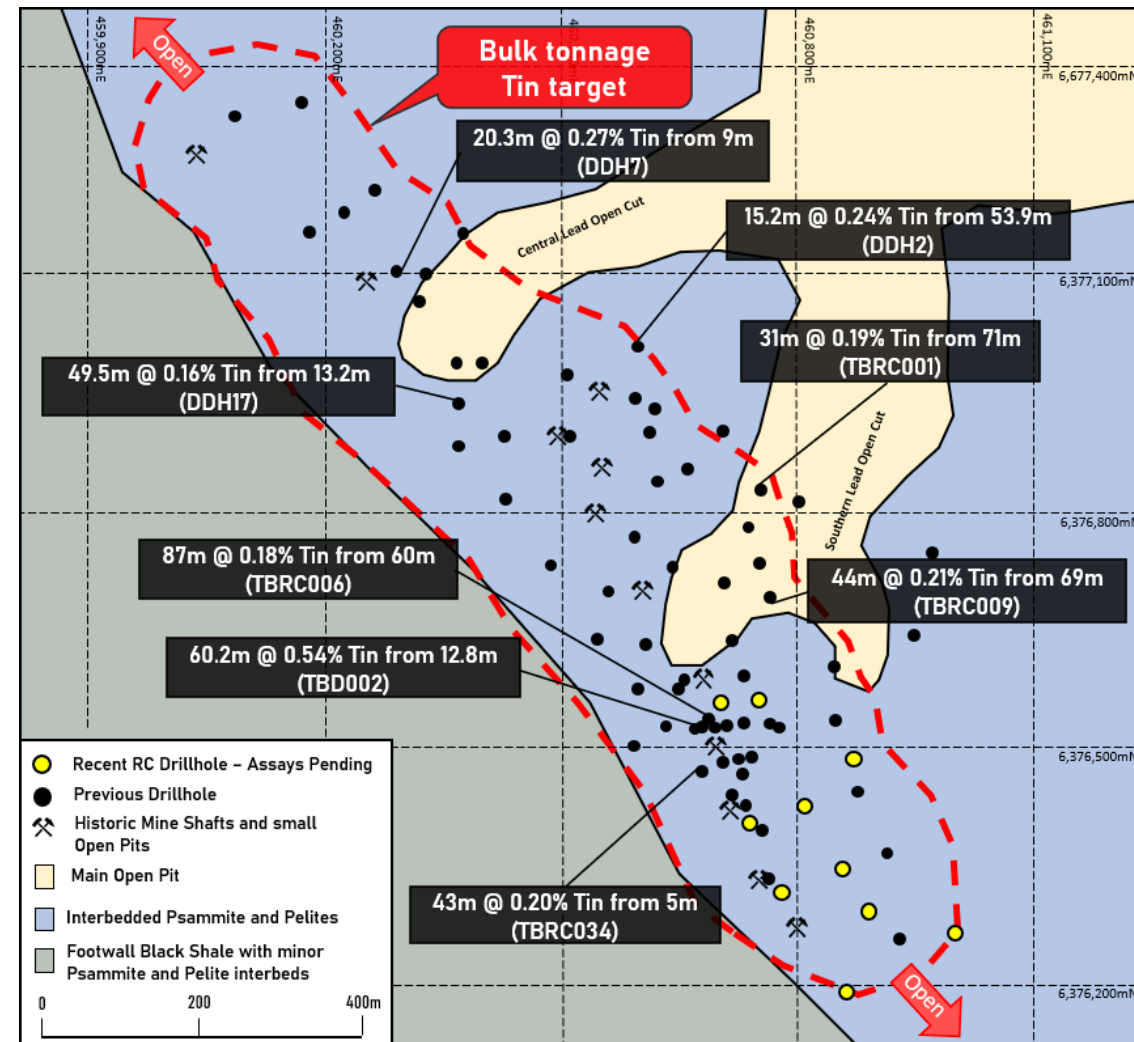 459,900mE
460,200mE
460,800mE
461,100mE
Open
Bulk tonnage
Tin target
6,677,400mN
20.3m @ 0.27% Tin from 9m
(DDH7)
Central Lead Open Cut
15.2m @ 0.24% Tin from 53.9m
(DDH2)
6,377,100mN
31m @ 0.19% Tin from 71m
(TBRC001)
49.5m @ 0.16% Tin from 13.2m
(DDH17)
Southern Lead Open Cut
6,376,800mN
87m @ 0.18% Tin from 60m
(TBRC006)
44m @ 0.21% Tin from 69m
(TBRC009)
60.2m @ 0.54% Tin from 12.8m
(TBD002)
6,376,500mN
43m @ 0.20% Tin from 5m
(TBRC034)
Open
6,376,200mN
Recent RC Drillhole – Assays Pending
Previous Drillhole
Historic Mine Shafts and small
Open Pits
Main Open Pit
Interbedded Psammite and Pelites
Footwall Black Shale with minor
Psammite and Pelite interbeds
0 200 400m